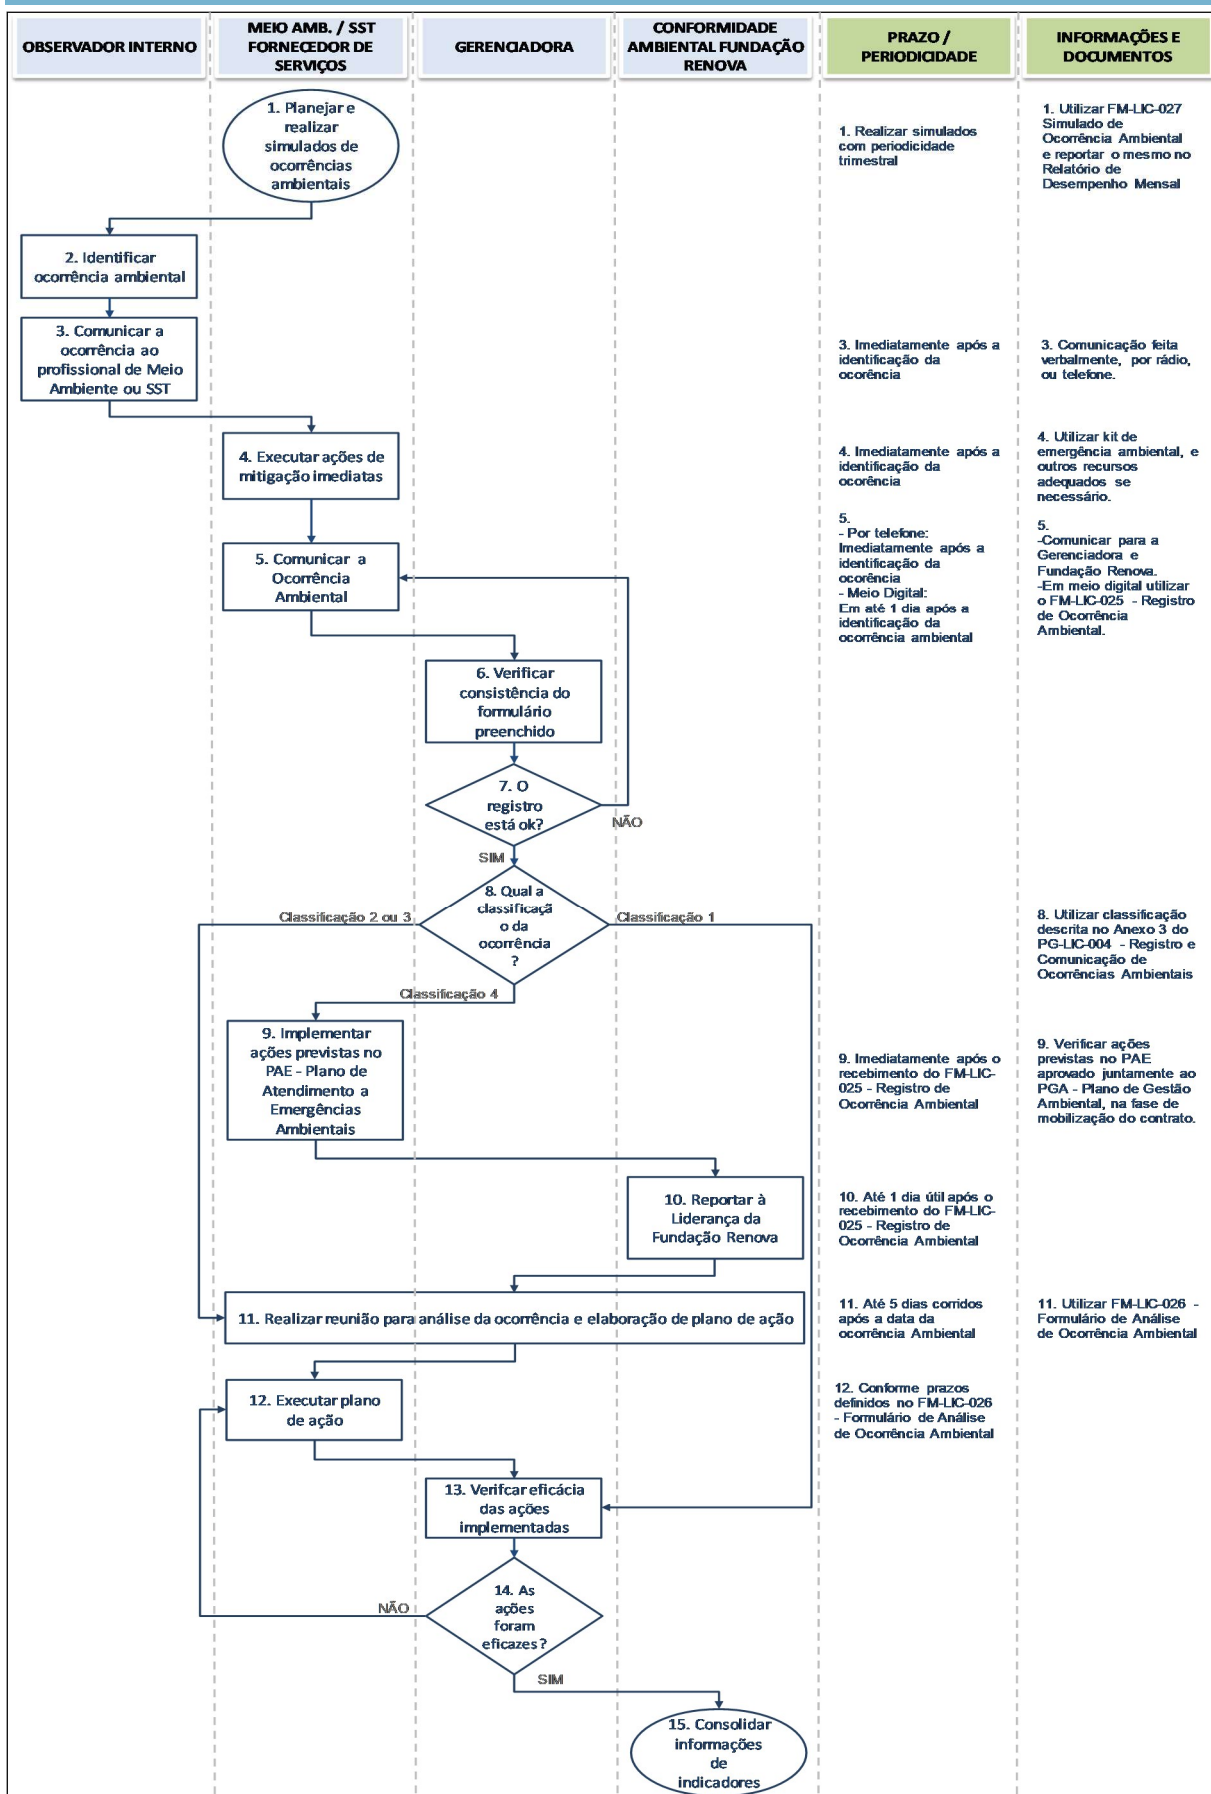 OBSERVADOR INTERNO
MEIO AMB. / SST
FORNECEDOR DE
SERVIÇOS
GERENCIADORA
CONFORMIDADE
AMBIENTAL FUNDAÇÃO
RENOVA
PRAZO /
PERIODICIDADE
INFORMAÇÕES E
DOCUMENTOS
1. Planejar e
realizar
simulados de
ocorrências
ambientais
1. Realizar simulados
com periodicidade
trimestral
1. Utilizar FM-LIC-027
Simulado de
Ocorrência Ambiental
e reportar o mesmo no
Relatório de
Desempenho Mensal
2. Identificar
ocorrência ambiental
3. Comunicar a
ocorrência ao
profissional de Meio
Ambiente ou SST
3. Imediatamente após a
identificação da
ocorência
3. Comunicação feita
verbalmente, por rádio,
ou telefone.
4. Executar ações de
mitigação imediatas
4. Imediatamente após a
identificação da
ocorência
4. Utilizar kit de
emergência ambiental, e
outros recursos
adequados se
necessário.
5. Comunicar a
Ocorrência
Ambiental
5.
- Por telefone:
Imediatamente após a
identificação da
ocorência
- Meio Digital:
Em até 1 dia após a
identificação da
ocorrência ambiental
5.
-Comunicar para a
Gerenciadora e
Fundação Renova.
-Em meio digital utilizar
o FM-LIC-025 - Registro
de Ocorrência
Ambiental.
6. Verificar
consistência do
formulário
preenchido
7. O
registro
está ok?
NÃO
SIM
8. Qual a
classificaçã
o da
ocorrência
?
Classificação 2 ou 3
Classificação 1
Classificação 4
8. Utilizar classificação
descrita no Anexo 3 do
PG-LIC-004 - Registro e
Comunicação de
Ocorrências Ambientais
9. Implementar
ações previstas no
PAE - Plano de
Atendimento a
Emergências
Ambientais
9. Imediatamente após o
recebimento do FM-LIC-
025 - Registro de
Ocorrência Ambiental
9. Verificar ações
previstas no PAE
aprovado juntamente ao
PGA - Plano de Gestão
Ambiental, na fase de
mobilização do contrato.
10. Reportar à
Liderança da
Fundação Renova
10. Até 1 dia útil após o
recebimento do FM-LIC-
025 - Registro de
Ocorrência Ambiental
11. Realizar reunião para análise da ocorrência e elaboração de plano de ação
11. Até 5 dias corridos
após a data da
ocorrência Ambiental
11. Utilizar FM-LIC-026 -
Formulário de Análise
de Ocorrência Ambiental
12. Executar plano
de ação
12. Conforme prazos
definidos no FM-LIC-026
- Formulário de Análise
de Ocorrência Ambiental
13. Verifcar eficácia
das ações
implementadas
14. As
ações
foram
eficazes?
NÃO
SIM
15. Consolidar
informações
de
indicadores